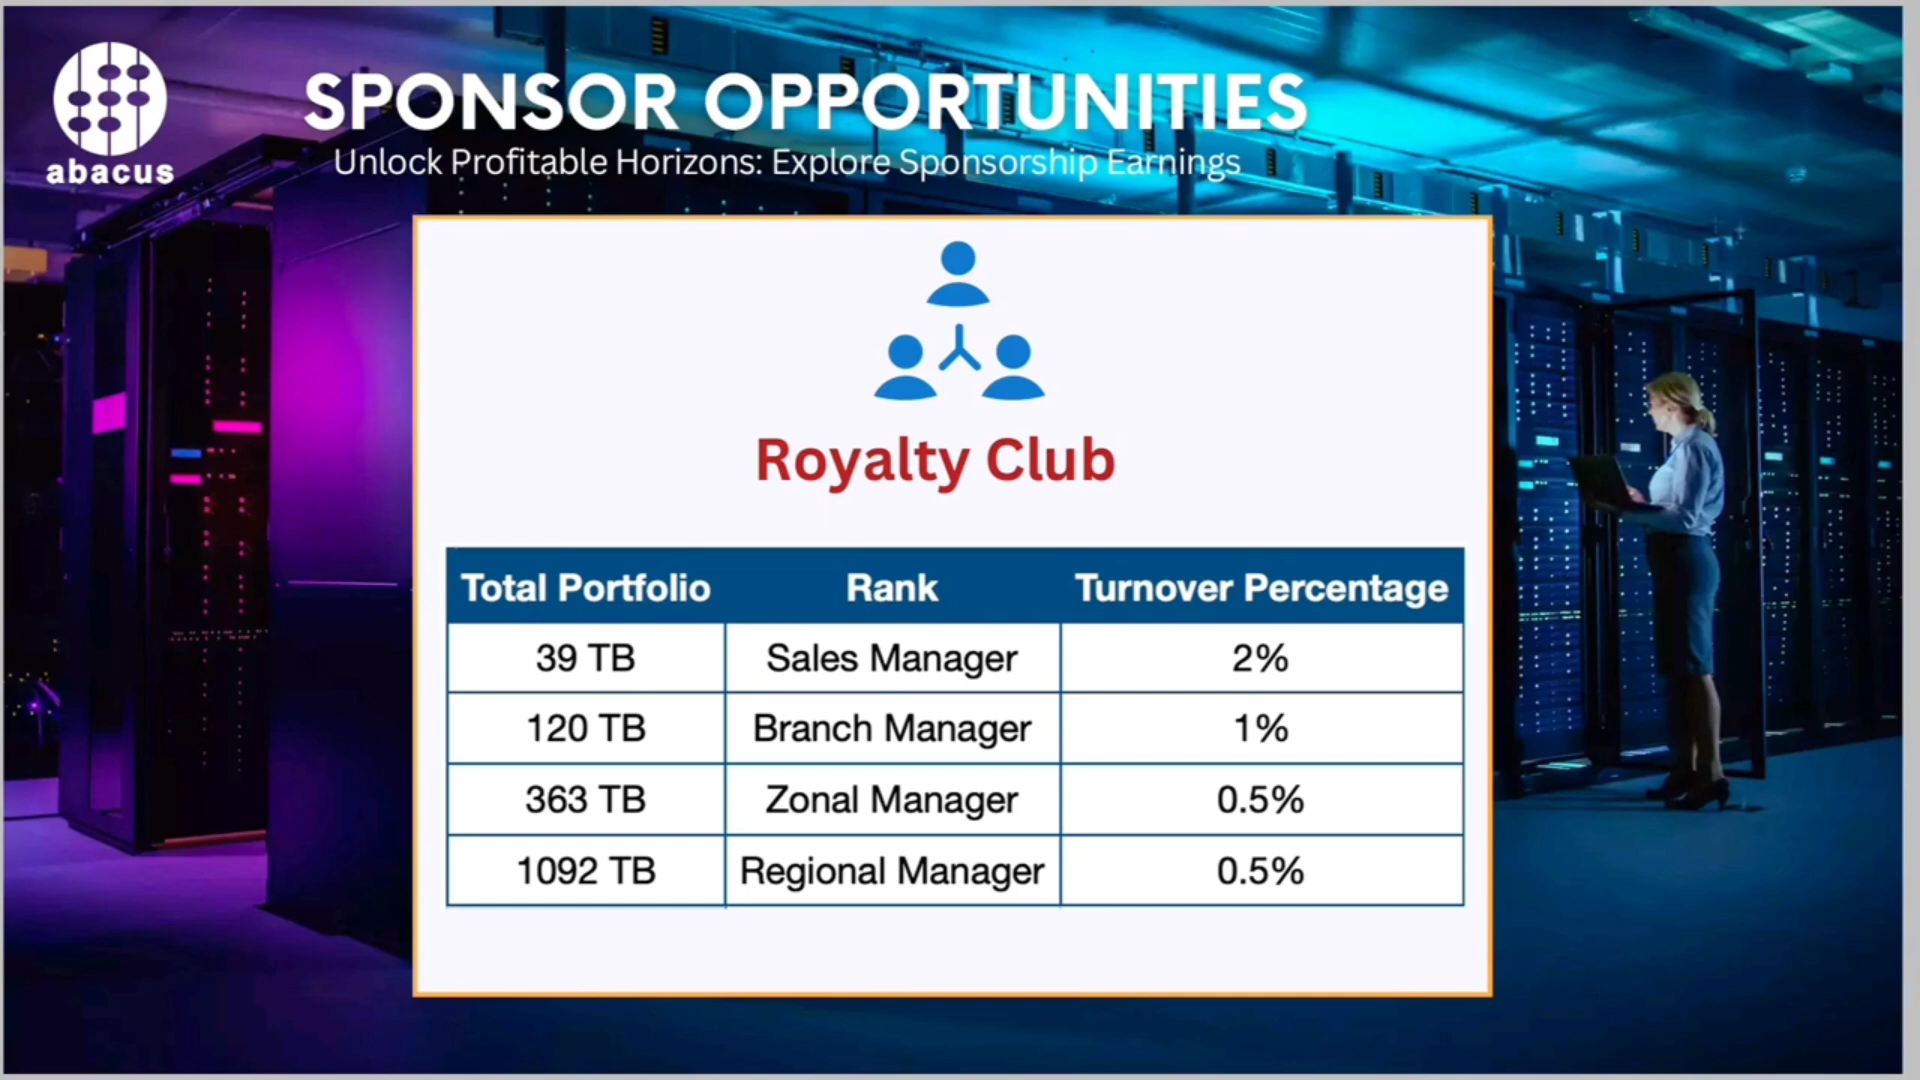 abacus
SPONSOR OPPORTUNITIES
Unlock Profitable Horizons: Explore Sponsorship Earnings
Royalty Club
Total Portfolio Rank Turnover Percentage
39 TB Sales Manager 2%
120 TB Branch Manager 1%
363 TB Zonal Manager 0.5%
1092 TB Regional Manager 0.5%